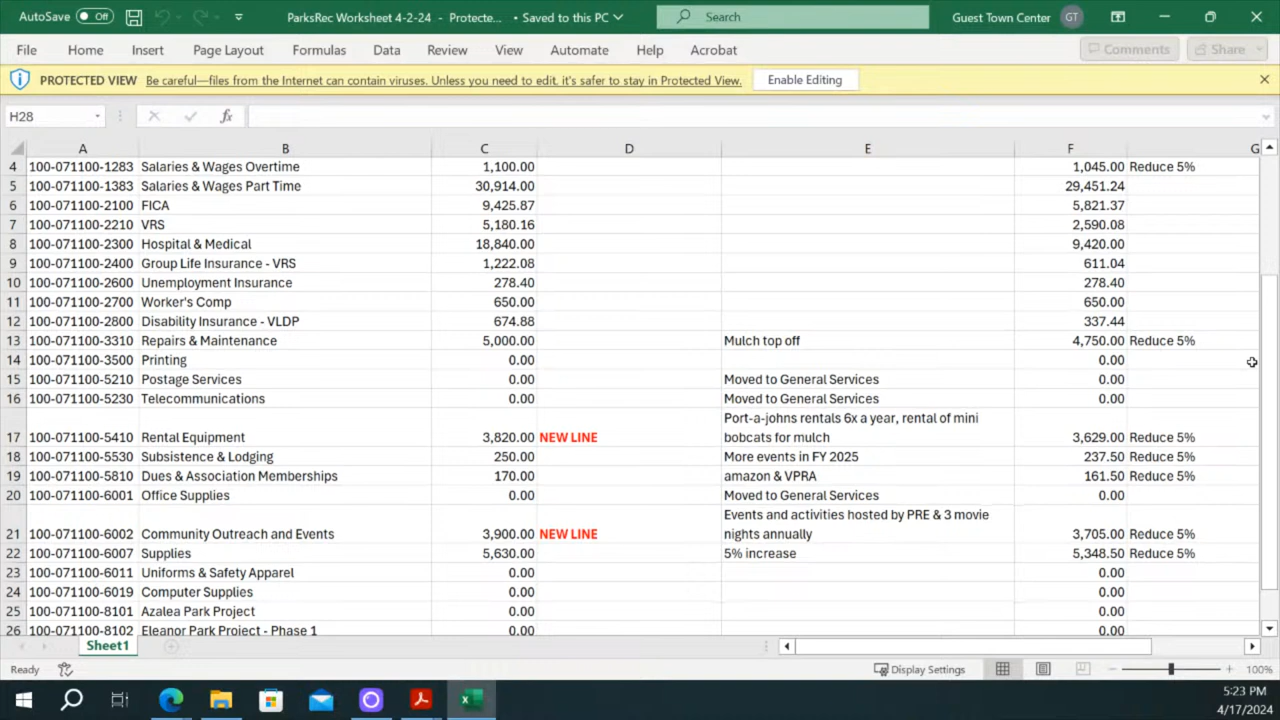 AutoSave Off ParksRec Worksheet 4-2-24 - Protecte... • Saved to this PC Search Guest Town Center GT
File Home Insert Page Layout Formulas Data Review View Automate Help Acrobat Comments Share
PROTECTED VIEW Be careful—files from the Internet can contain viruses. Unless you need to edit, it's safer to stay in Protected View. Enable Editing
H28 fx
A B C D E F G
4 100-071100-1283 Salaries & Wages Overtime 1,100.00 1,045.00 Reduce 5%
5 100-071100-1383 Salaries & Wages Part Time 30,914.00 29,451.24
6 100-071100-2100 FICA 9,425.87 5,821.37
7 100-071100-2210 VRS 5,180.16 2,590.08
8 100-071100-2300 Hospital & Medical 18,840.00 9,420.00
9 100-071100-2400 Group Life Insurance - VRS 1,222.08 611.04
10 100-071100-2600 Unemployment Insurance 278.40 278.40
11 100-071100-2700 Worker's Comp 650.00 650.00
12 100-071100-2800 Disability Insurance - VLDP 674.88 337.44
13 100-071100-3310 Repairs & Maintenance 5,000.00 Mulch top off 4,750.00 Reduce 5%
14 100-071100-3500 Printing 0.00 0.00
15 100-071100-5210 Postage Services 0.00 Moved to General Services 0.00
16 100-071100-5230 Telecommunications 0.00 Moved to General Services 0.00
Port-a-johns rentals 6x a year, rental of mini
17 100-071100-5410 Rental Equipment 3,820.00 NEW LINE bobcats for mulch 3,629.00 Reduce 5%
18 100-071100-5530 Subsistence & Lodging 250.00 More events in FY 2025 237.50 Reduce 5%
19 100-071100-5810 Dues & Association Memberships 170.00 amazon & VPRA 161.50 Reduce 5%
20 100-071100-6001 Office Supplies 0.00 Moved to General Services 0.00
Events and activities hosted by PRE & 3 movie
21 100-071100-6002 Community Outreach and Events 3,900.00 NEW LINE nights annually 3,705.00 Reduce 5%
22 100-071100-6007 Supplies 5,630.00 5% increase 5,348.50 Reduce 5%
23 100-071100-6011 Uniforms & Safety Apparel 0.00 0.00
24 100-071100-6019 Computer Supplies 0.00 0.00
25 100-071100-8101 Azalea Park Project 0.00 0.00
26 100-071100-8102 Eleanor Park Project - Phase 1 0.00 0.00
Sheet1
Ready Display Settings 100%
5:23 PM
4/17/2024